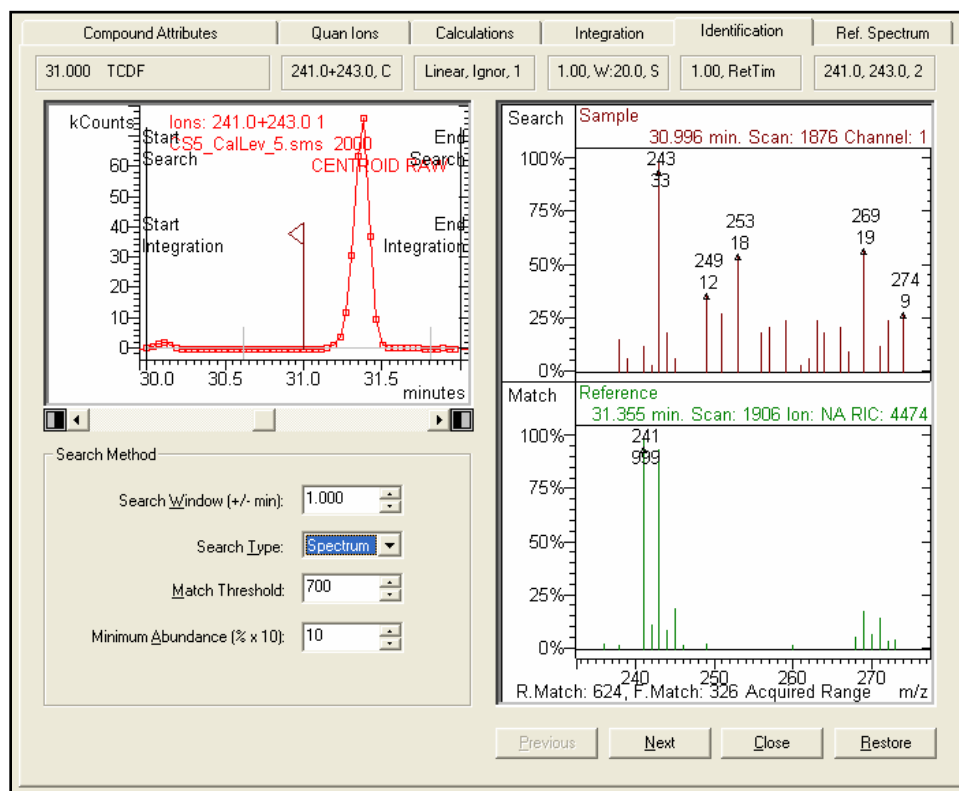 Compound Attributes Quan Ions Calculations Integration Identification Ref. Spectrum
31.000 TCDF 241.0+243.0, C Linear, Ignor, 1 1.00, W:20.0, S 1.00, RetTim 241.0, 243.0, 2
kCounts
Ions: 241.0+243.0 1
CS5_CalLev_5.sms 2000
CENTROID RAW
Start
Search
End
Search
60
50
40
Start
Integration
End
Integration
30
20
10
0
30.0 30.5 31.0 31.5
minutes
Search Method
Search Window (+/- min): 1.000
Search Type: Spectrum
Match Threshold: 700
Minimum Abundance (% x 10): 10
Search Sample
30.996 min. Scan: 1876 Channel: 1
100%
75%
50%
25%
0%
243
33
249
12
253
18
269
19
274
9
Match Reference
31.355 min. Scan: 1906 Ion: NA RIC: 4474
100%
75%
50%
25%
0%
241
999
240 250 260 270
R.Match: 624, F.Match: 326 Acquired Range m/z
Previous Next Close Restore